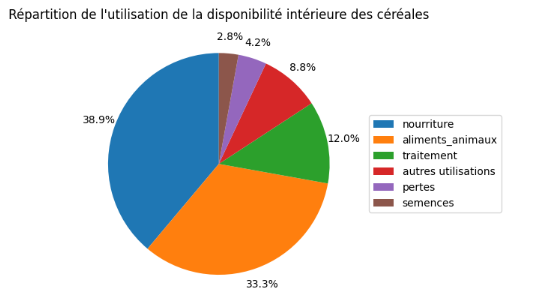 Répartition de l'utilisation de la disponibilité intérieure des céréales
2.8%
4.2%
8.8%
38.9%
12.0%
33.3%
nourriture
aliments_animaux
traitement
autres utilisations
pertes
semences